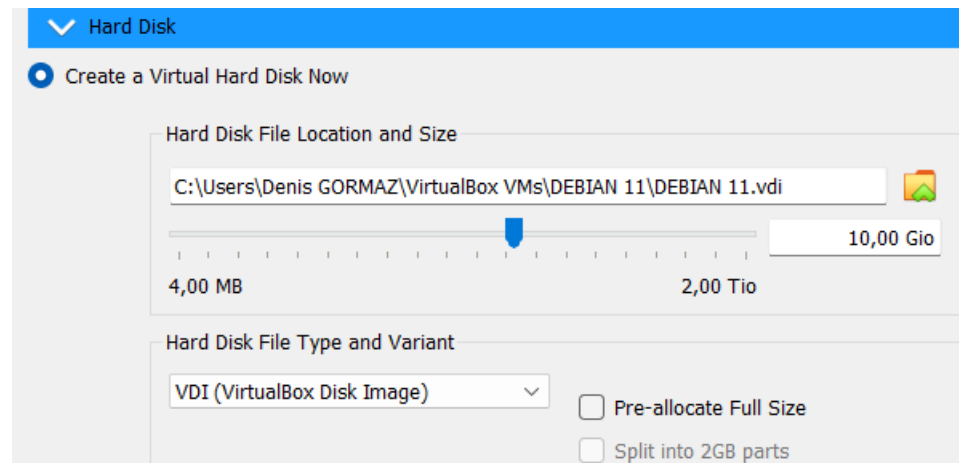 Hard Disk
Create a Virtual Hard Disk Now
Hard Disk File Location and Size
C:\Users\Denis GORMAZ\VirtualBox VMs\DEBIAN 11\DEBIAN 11.vdi
10,00 Gio
4,00 MB 2,00 Tio
Hard Disk File Type and Variant
VDI (VirtualBox Disk Image)
Pre-allocate Full Size
Split into 2GB parts